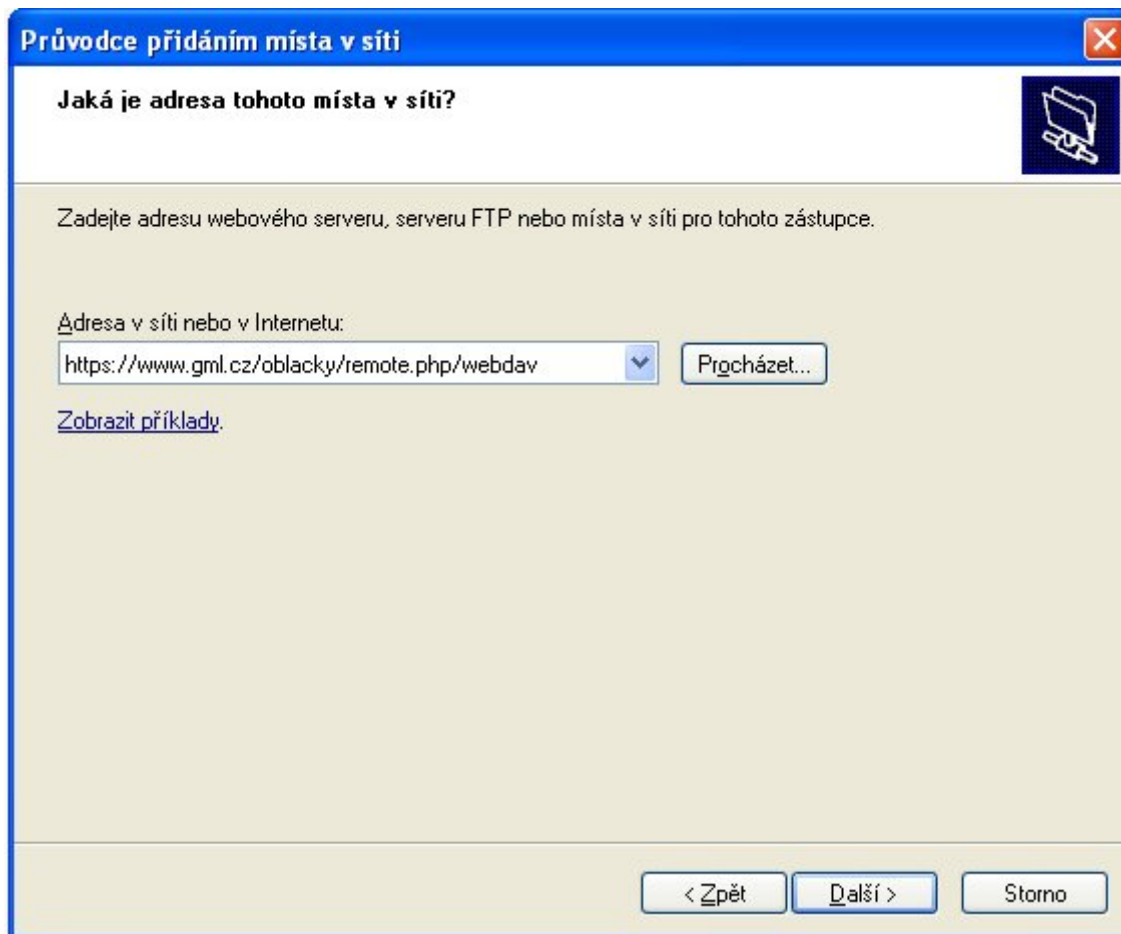 Průvodce přidáním místa v síti
Jaká je adresa tohoto místa v síti?
Zadejte adresu webového serveru, serveru FTP nebo místa v síti pro tohoto zástupce.
Adresa v síti nebo v Internetu:
https://www.gml.cz/oblacky/remote.php/webdav
Procházet...
Zobrazit příklady.
< Zpět
Další >
Storno